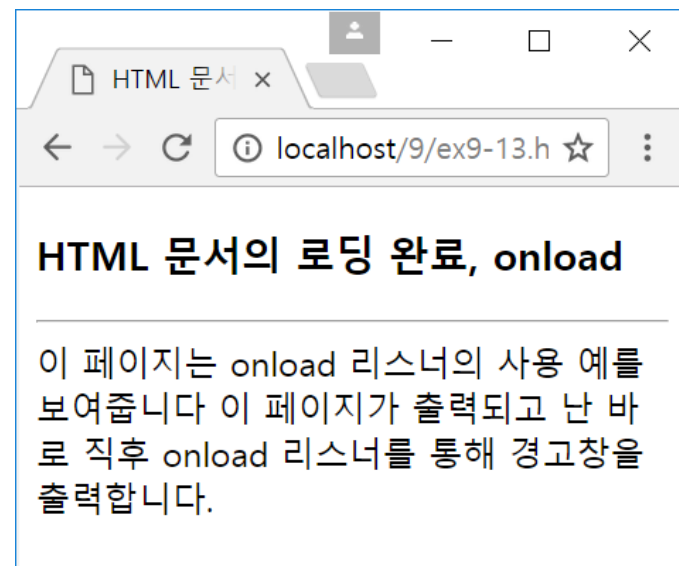 HTML 문서
localhost/9/ex9-13.h
HTML 문서의 로딩 완료, onload
이 페이지는 onload 리스너의 사용 예를
보여줍니다 이 페이지가 출력되고 난 바
로 직후 onload 리스너를 통해 경고창을
출력합니다.